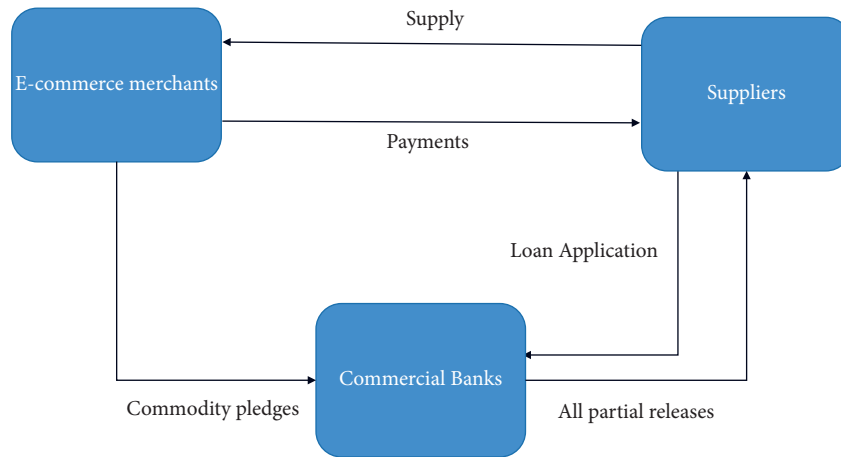 Supply
E-commerce merchants
Suppliers
Payments
Loan Application
Commercial Banks
Commodity pledges
All partial releases